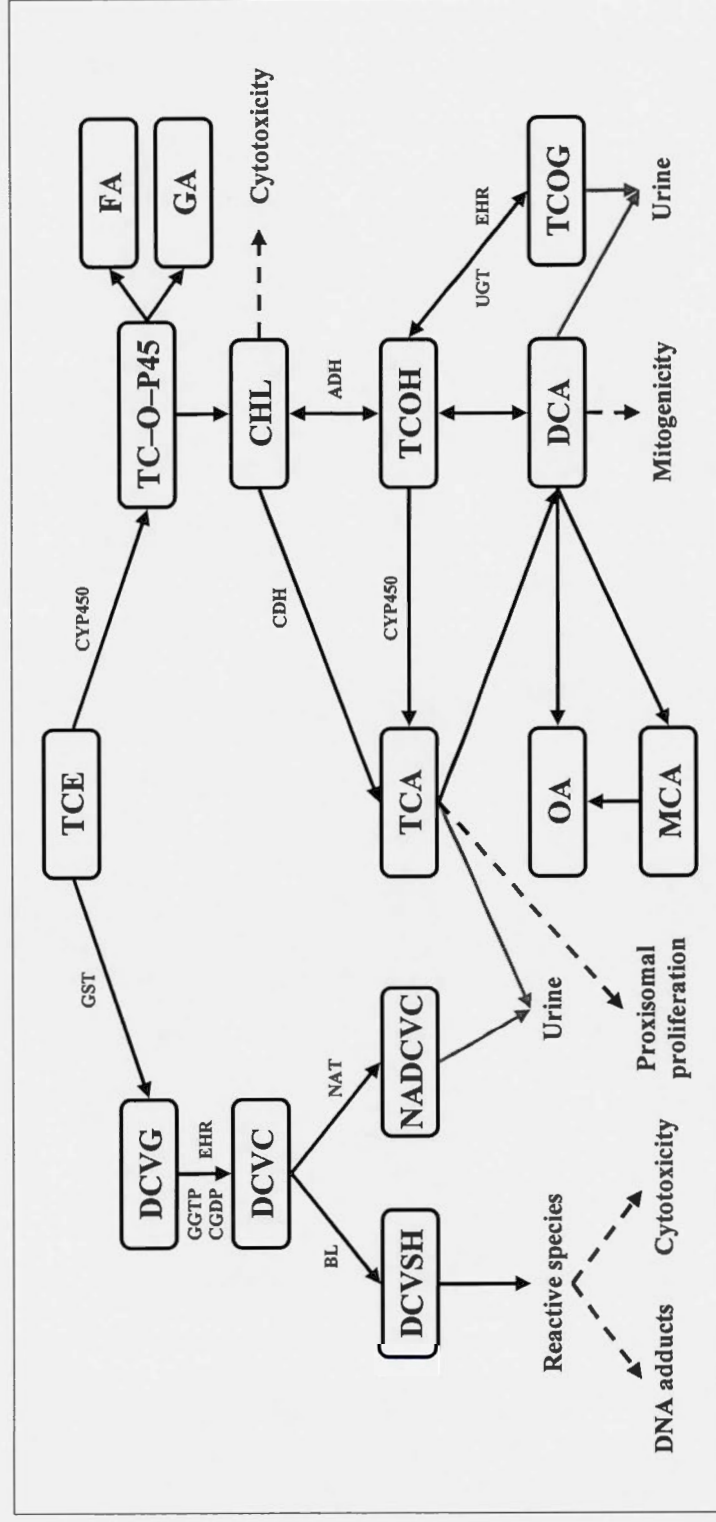 TCE
GST
CYP450
DCVG
TC–O–P45
FA
GA
GGTP
CGDP
EHR
DCVC
CHL
Cytotoxicity
BL
NAT
CDH
ADH
DCVSH
NADCVC
TCA
CYP450
TCOH
UGT
EHR
Reactive species
Urine
OA
DCA
TCOG
DNA adducts
Cytotoxicity
Proxisomal
proliferation
MCA
Mitogenicity
Urine